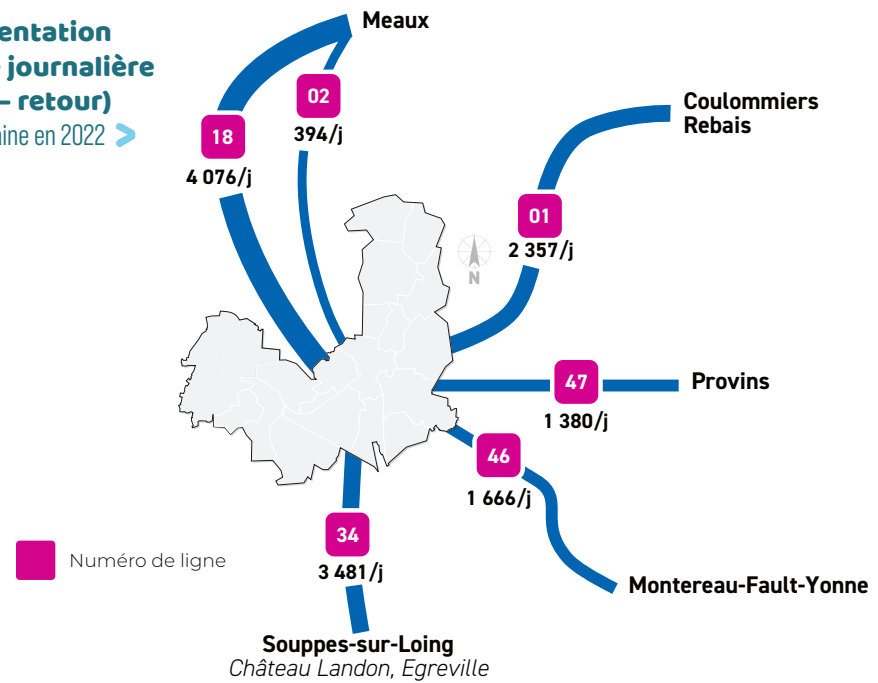 entation
journalière
– retour)
aine en 2022 >
Meaux
02
394/j
18
4 076/j
Coulommiers
Rebais
01
2 357/j
N
47
1 380/j
Provins
46
1 666/j
34
3 481/j
Numéro de ligne
Montereau-Fault-Yonne
Souppes-sur-Loing
Château Landon, Egreville